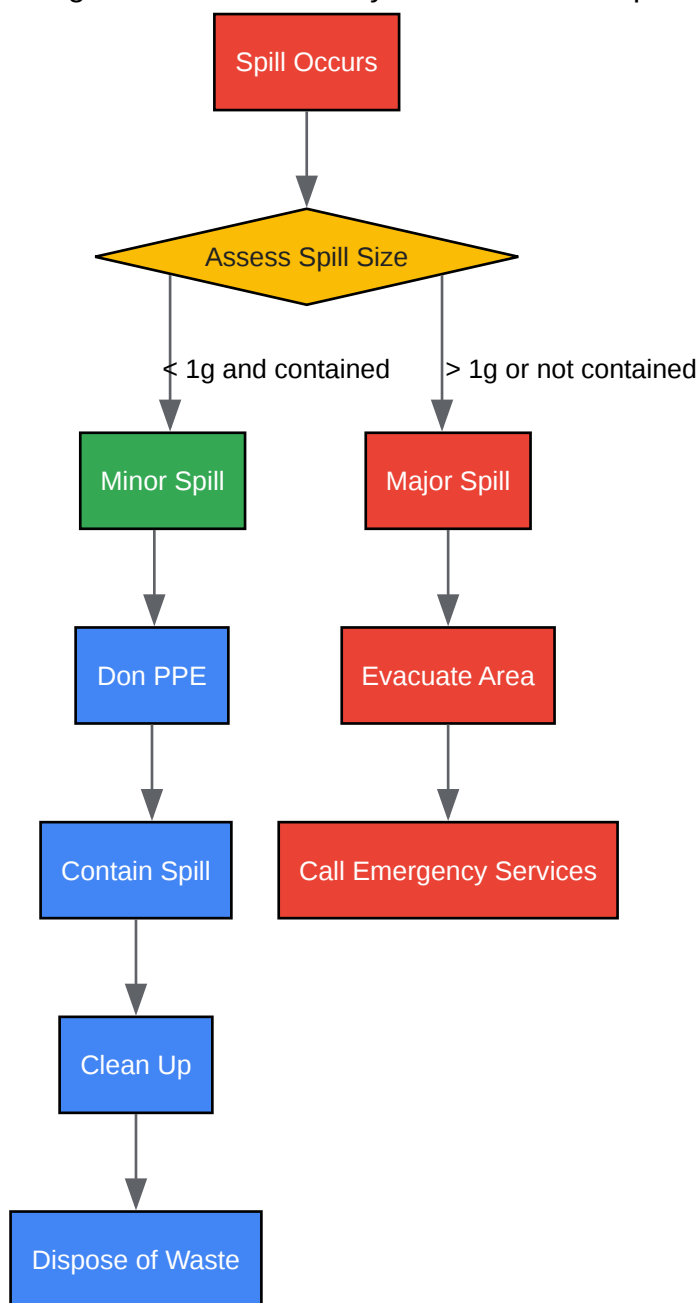 Spill Occurs
Assess Spill Size
< 1g and contained
> 1g or not contained
Minor Spill
Major Spill
Don PPE
Evacuate Area
Contain Spill
Call Emergency Services
Clean Up
Dispose of Waste